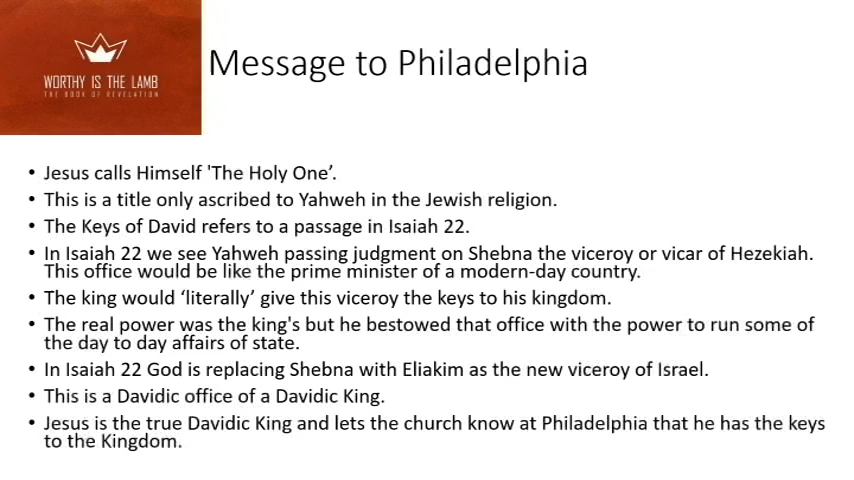 WORTHY IS THE LAMB
THE BOOK OF REVELATION
Message to Philadelphia
• Jesus calls Himself 'The Holy One’.
• This is a title only ascribed to Yahweh in the Jewish religion.
• The Keys of David refers to a passage in Isaiah 22.
• In Isaiah 22 we see Yahweh passing judgment on Shebna the viceroy or vicar of Hezekiah.
This office would be like the prime minister of a modern-day country.
• The king would ‘literally’ give this viceroy the keys to his kingdom.
• The real power was the king's but he bestowed that office with the power to run some of
the day to day affairs of state.
• In Isaiah 22 God is replacing Shebna with Eliakim as the new viceroy of Israel.
• This is a Davidic office of a Davidic King.
• Jesus is the true Davidic King and lets the church know at Philadelphia that he has the keys
to the Kingdom.